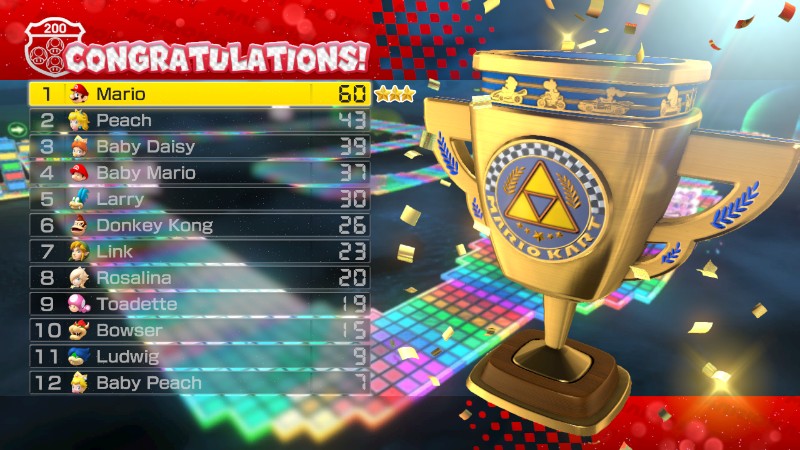 200
CONGRATULATIONS!
1 Mario 60
2 Peach 43
3 Baby Daisy 39
4 Baby Mario 37
5 Larry 30
6 Donkey Kong 26
7 Link 23
8 Rosalina 20
9 Toadette 19
10 Bowser 15
11 Ludwig 9
12 Baby Peach 7
MARIO KART